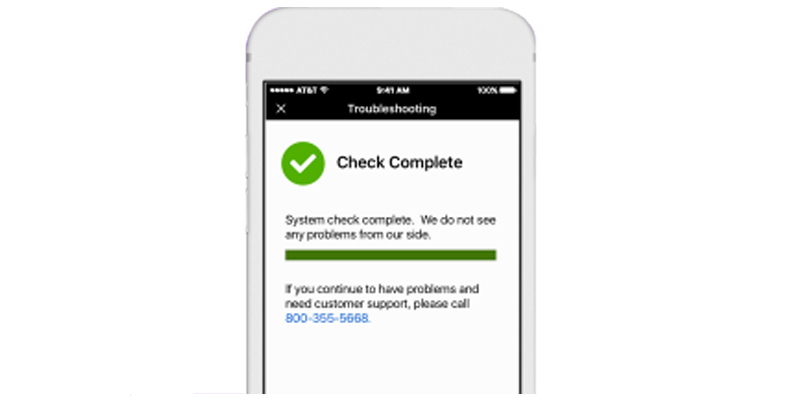 AT&T 9:41 AM 100%
Troubleshooting
Check Complete
System check complete. We do not see
any problems from our side.
If you continue to have problems and
need customer support, please call
800-355-5668.